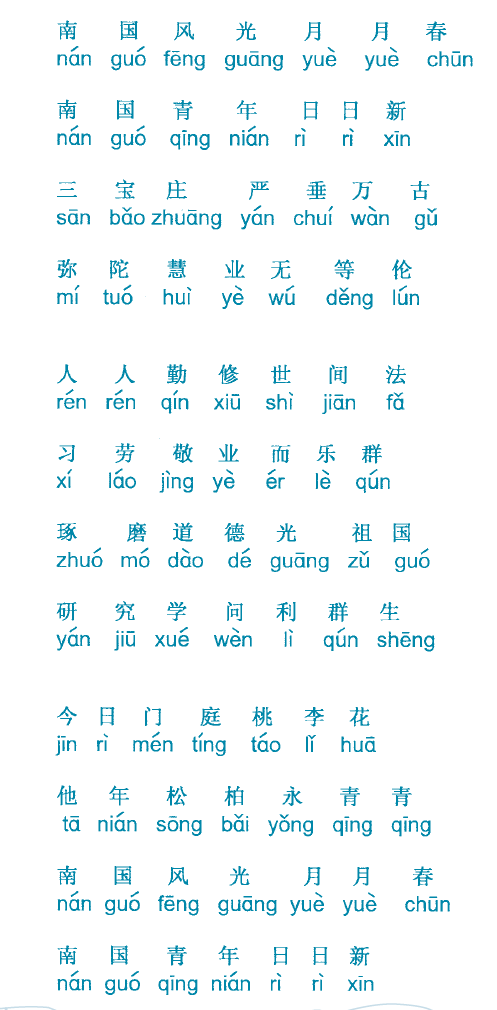 南 国 风 光 月 月 春
nán guó fēng guāng yuè yuè chūn
南 国 青 年 日 日 新
nán guó qīng nián rì rì xīn
三 宝 庄 严 垂 万 古
sān bǎo zhuāng yán chuí wàn gǔ
弥 陀 慧 业 无 等 伦
mí tuó huì yè wú děng lún
人 人 勤 修 世 间 法
rén rén qín xiū shì jiān fǎ
习 劳 敬 业 而 乐 群
xí láo jìng yè ér lè qún
琢 磨 道 德 光 祖 国
zhuó mó dào dé guāng zǔ guó
研 究 学 问 利 群 生
yán jiū xué wèn lì qún shēng
今 日 门 庭 桃 李 花
jīn rì mén tíng táo lǐ huā
他 年 松 柏 永 青 青
tā nián sōng bǎi yǒng qīng qīng
南 国 风 光 月 月 春
nán guó fēng guāng yuè yuè chūn
南 国 青 年 日 日 新
nán guó qīng nián rì rì xīn